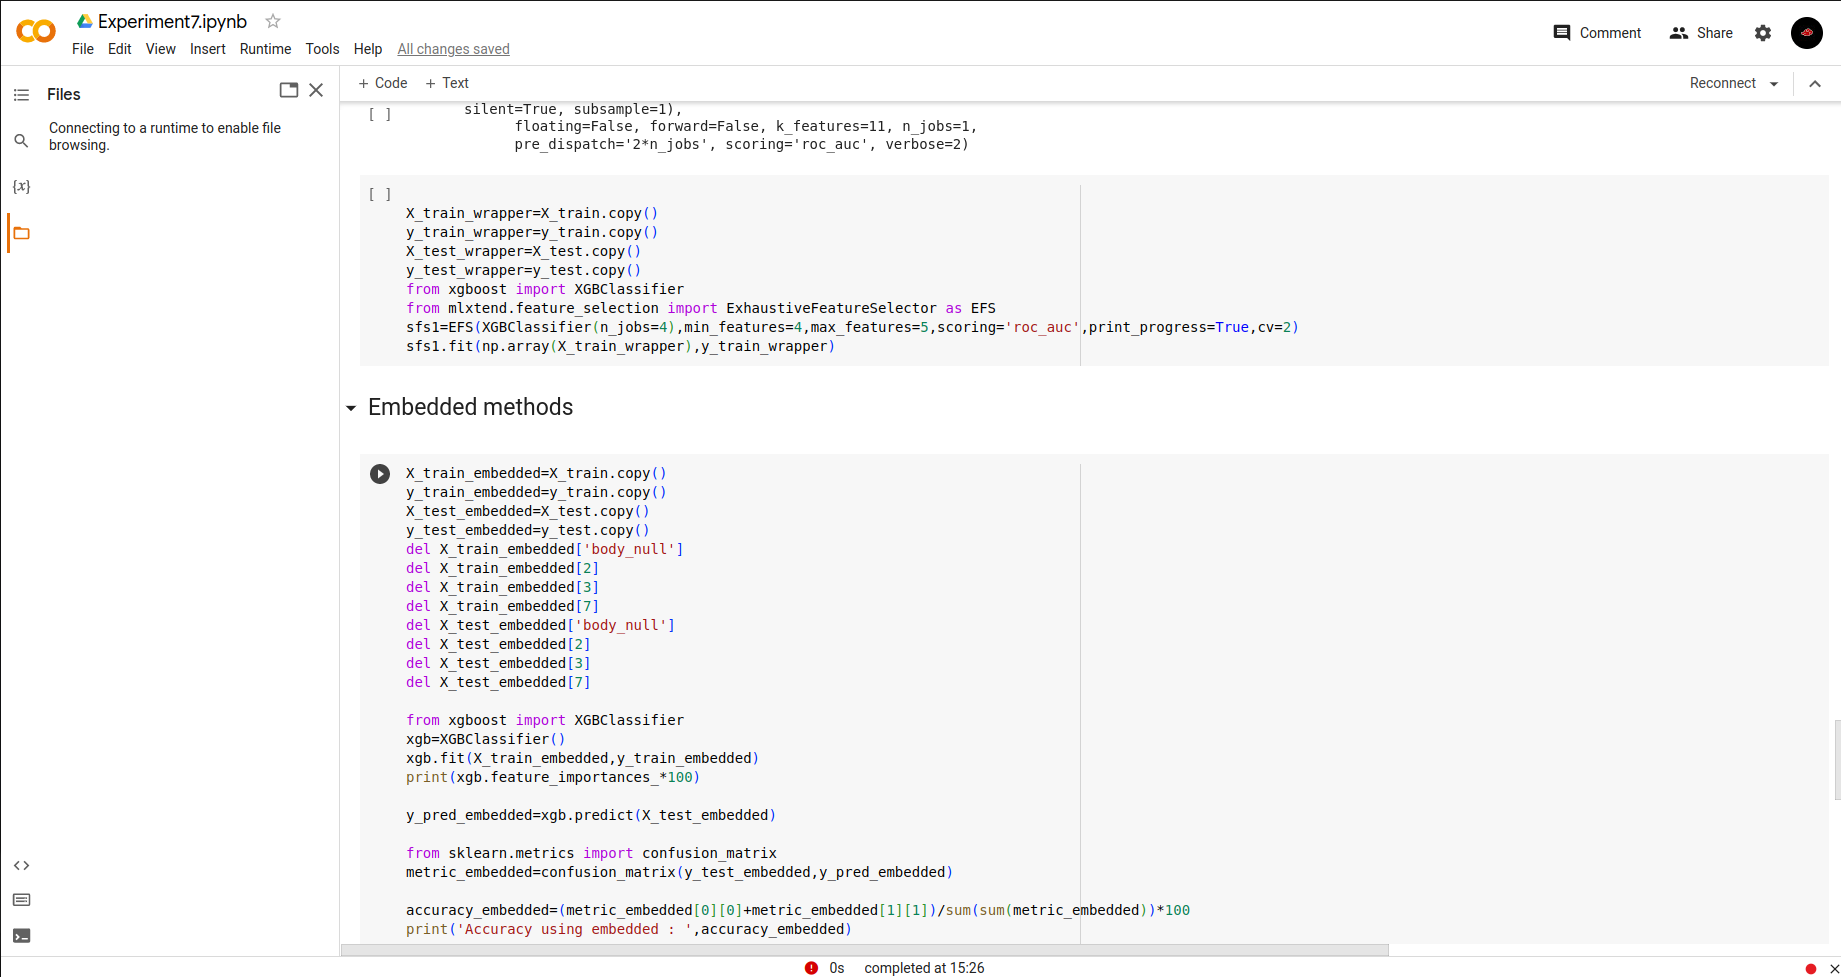 Experiment7.ipynb
File Edit View Insert Runtime Tools Help All changes saved
Comment Share
Files
Connecting to a runtime to enable file
browsing.
{x}
+ Code + Text
Reconnect
[ ] silent=True, subsample=1),
floating=False, forward=False, k_features=11, n_jobs=1,
pre_dispatch='2*n_jobs', scoring='roc_auc', verbose=2)
[ ]
X_train_wrapper=X_train.copy()
y_train_wrapper=y_train.copy()
X_test_wrapper=X_test.copy()
y_test_wrapper=y_test.copy()
from xgboost import XGBClassifier
from mlxtend.feature_selection import ExhaustiveFeatureSelector as EFS
sfs1=EFS(XGBClassifier(n_jobs=4),min_features=4,max_features=5,scoring='roc_auc',print_progress=True,cv=2)
sfs1.fit(np.array(X_train_wrapper),y_train_wrapper)
Embedded methods
X_train_embedded=X_train.copy()
y_train_embedded=y_train.copy()
X_test_embedded=X_test.copy()
y_test_embedded=y_test.copy()
del X_train_embedded['body_null']
del X_train_embedded[2]
del X_train_embedded[3]
del X_train_embedded[7]
del X_test_embedded['body_null']
del X_test_embedded[2]
del X_test_embedded[3]
del X_test_embedded[7]
from xgboost import XGBClassifier
xgb=XGBClassifier()
xgb.fit(X_train_embedded,y_train_embedded)
print(xgb.feature_importances_*100)
y_pred_embedded=xgb.predict(X_test_embedded)
from sklearn.metrics import confusion_matrix
metric_embedded=confusion_matrix(y_test_embedded,y_pred_embedded)
accuracy_embedded=(metric_embedded[0][0]+metric_embedded[1][1])/sum(sum(metric_embedded))*100
print('Accuracy using embedded : ',accuracy_embedded)
0s completed at 15:26